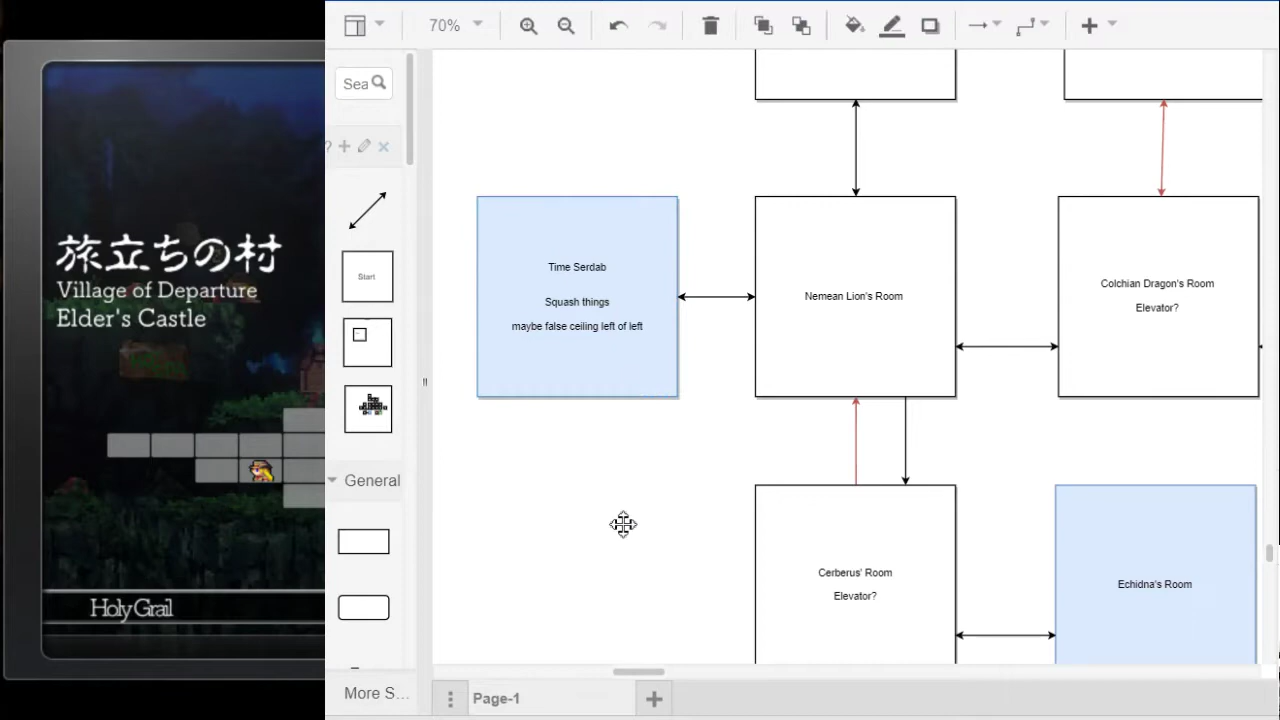 旅立ちの村
Village of Departure
Elder's Castle
Holy Grail
70%
Sea
?
Start
General
More S...
Time Serdab
Squash things
maybe false ceiling left of left
Nemean Lion's Room
Colchian Dragon's Room
Elevator?
Cerberus' Room
Elevator?
Echidna's Room
Page-1